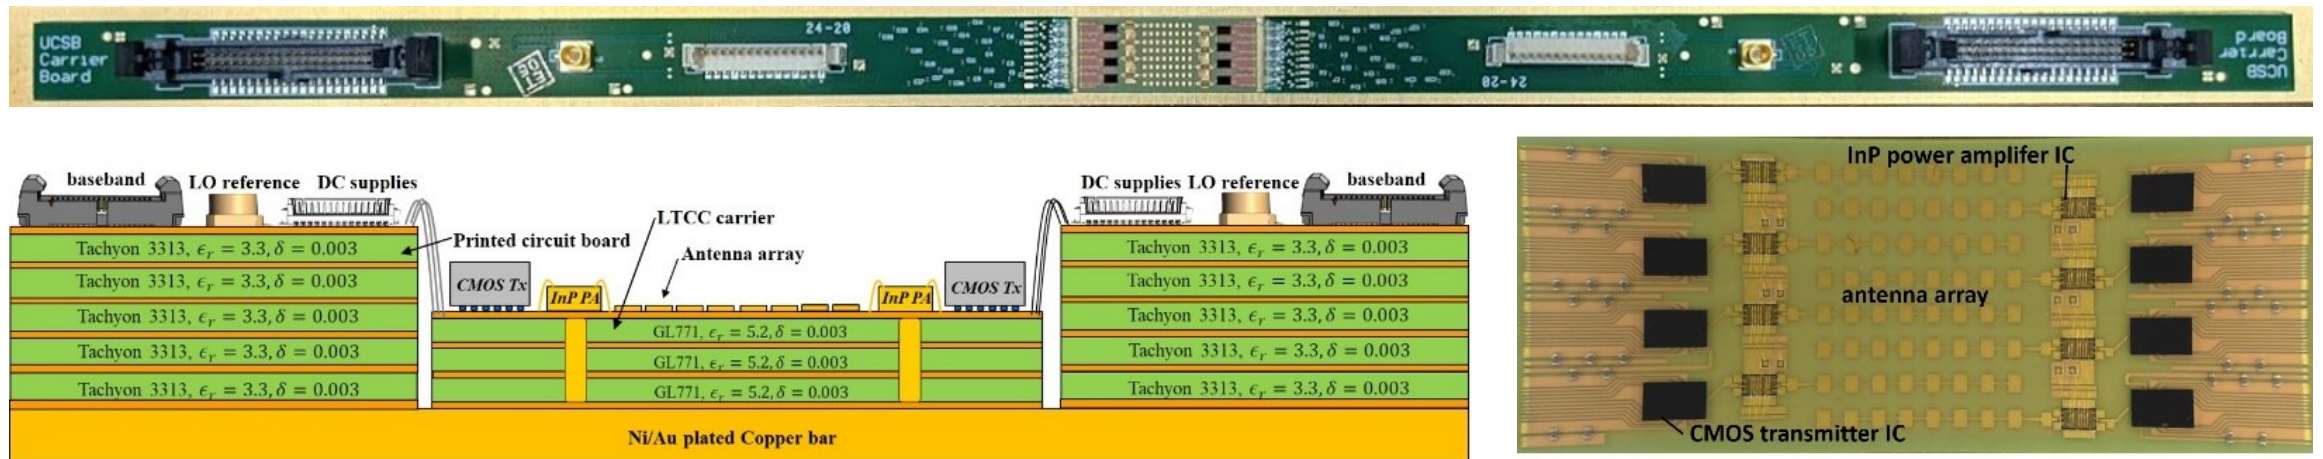 UCSB
Carrier
Board
24-20
24-20
UCSB
Carrier
Board
baseband
LO reference
DC supplies
DC supplies
LO reference
baseband
LTCC carrier
Printed circuit board
Antenna array
CMOS Tx
InP PA
InP PA
CMOS Tx
Tachyon 3313, ϵr = 3.3, δ = 0.003
Tachyon 3313, ϵr = 3.3, δ = 0.003
Tachyon 3313, ϵr = 3.3, δ = 0.003
Tachyon 3313, ϵr = 3.3, δ = 0.003
Tachyon 3313, ϵr = 3.3, δ = 0.003
GL771, ϵr = 5.2, δ = 0.003
GL771, ϵr = 5.2, δ = 0.003
GL771, ϵr = 5.2, δ = 0.003
Tachyon 3313, ϵr = 3.3, δ = 0.003
Tachyon 3313, ϵr = 3.3, δ = 0.003
Tachyon 3313, ϵr = 3.3, δ = 0.003
Tachyon 3313, ϵr = 3.3, δ = 0.003
Tachyon 3313, ϵr = 3.3, δ = 0.003
Ni/Au plated Copper bar
InP power amplifer IC
antenna array
CMOS transmitter IC